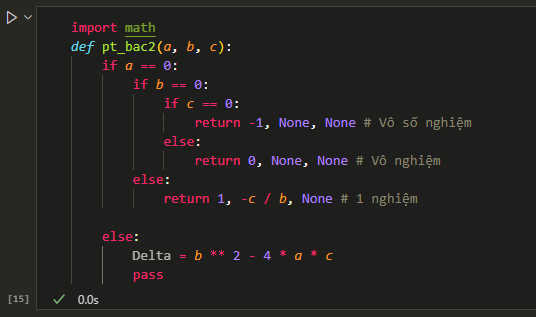 import math
def pt_bac2(a, b, c):
    if a == 0:
        if b == 0:
            if c == 0:
                return -1, None, None # Vô số nghiệm
            else:
                return 0, None, None # Vô nghiệm
        else:
            return 1, -c / b, None # 1 nghiệm
    else:
        Delta = b ** 2 - 4 * a * c
        pass
[15] 0.0s